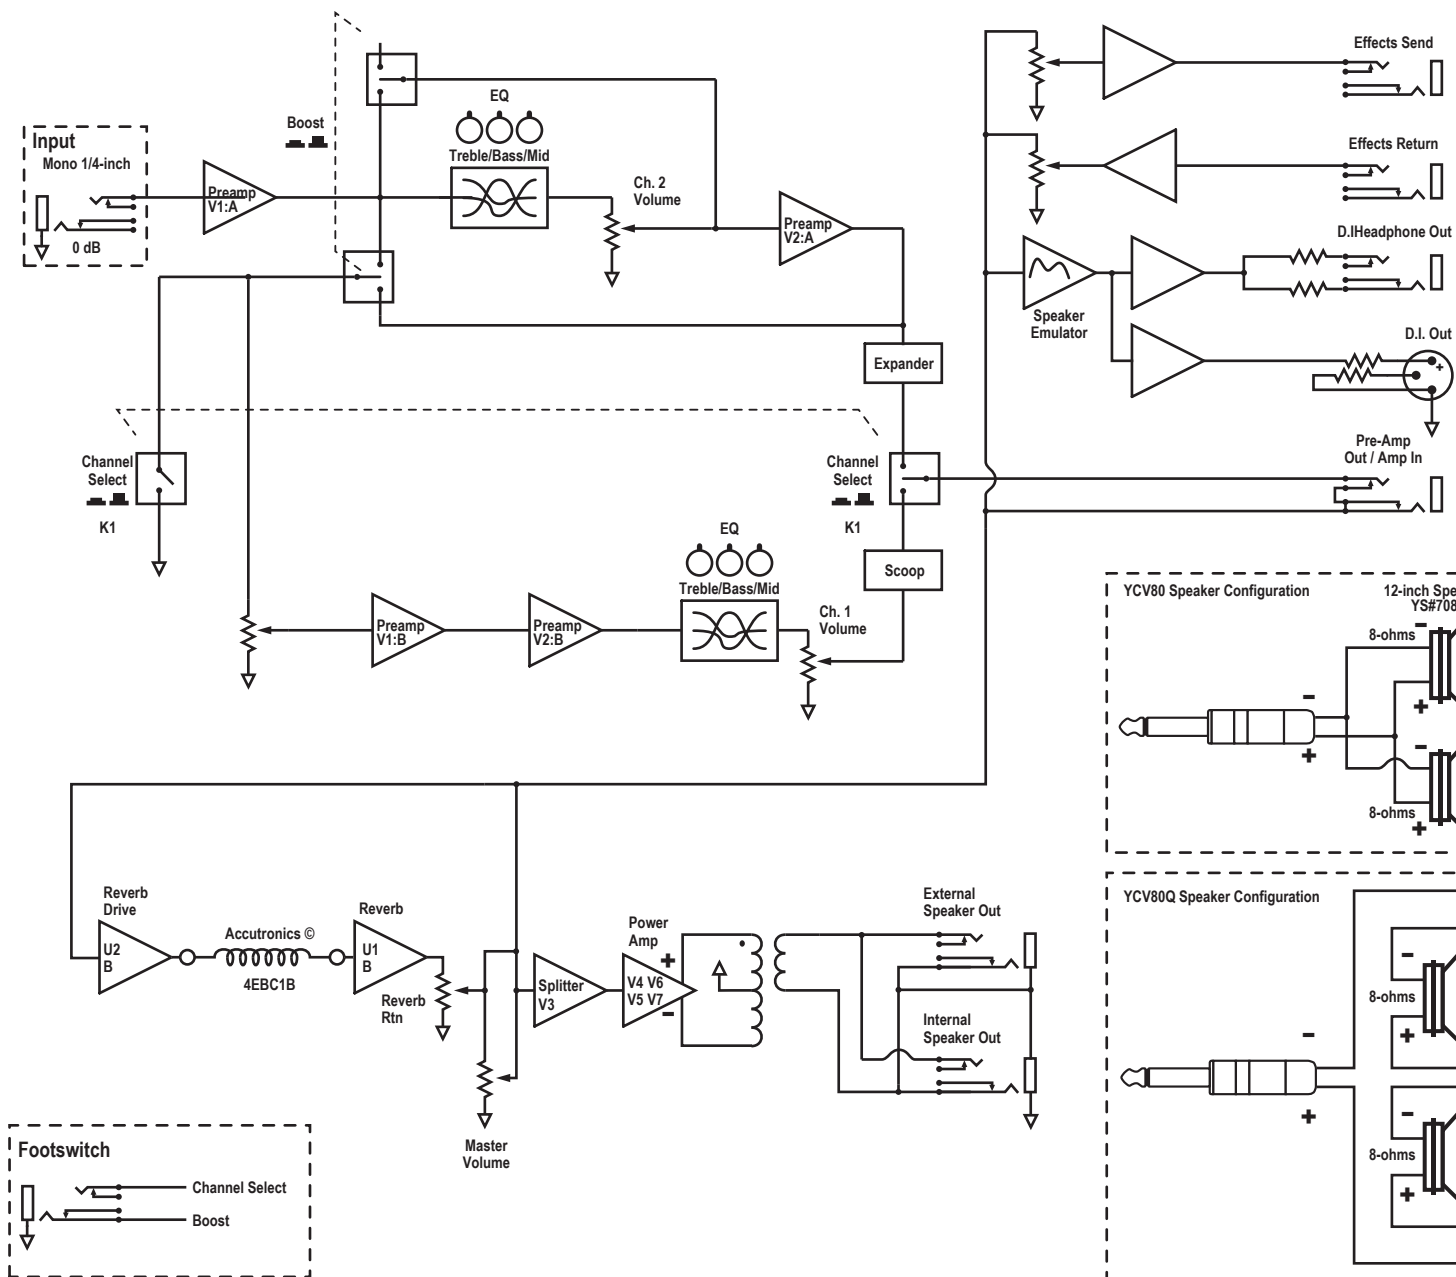 Effects Send
EQ
Boost
Input
Mono 1/4-inch
Treble/Bass/Mid
Effects Return
Preamp
V1:A
Ch. 2
Volume
Preamp
V2:A
D.IHeadphone Out
0 dB
Speaker
Emulator
D.I. Out
+
Expander
Channel
Select
K1
Channel
Select
K1
Pre-Amp
Out / Amp In
EQ
Scoop
Treble/Bass/Mid
YCV80 Speaker Configuration
12-inch Spe
YS#708
Preamp
V1:B
Preamp
V2:B
Ch. 1
Volume
8-ohms
-
+
-
+
-
8-ohms
+
Reverb
Drive
U2
B
Accutronics ©
4EBC1B
Reverb
U1
B
Reverb
Rtn
Splitter
V3
Power
Amp
+
V4 V6
V5 V7
-
External
Speaker Out
Internal
Speaker Out
Master
Volume
YCV80Q Speaker Configuration
-
8-ohms
+
-
+
-
8-ohms
+
Footswitch
Channel Select
Boost